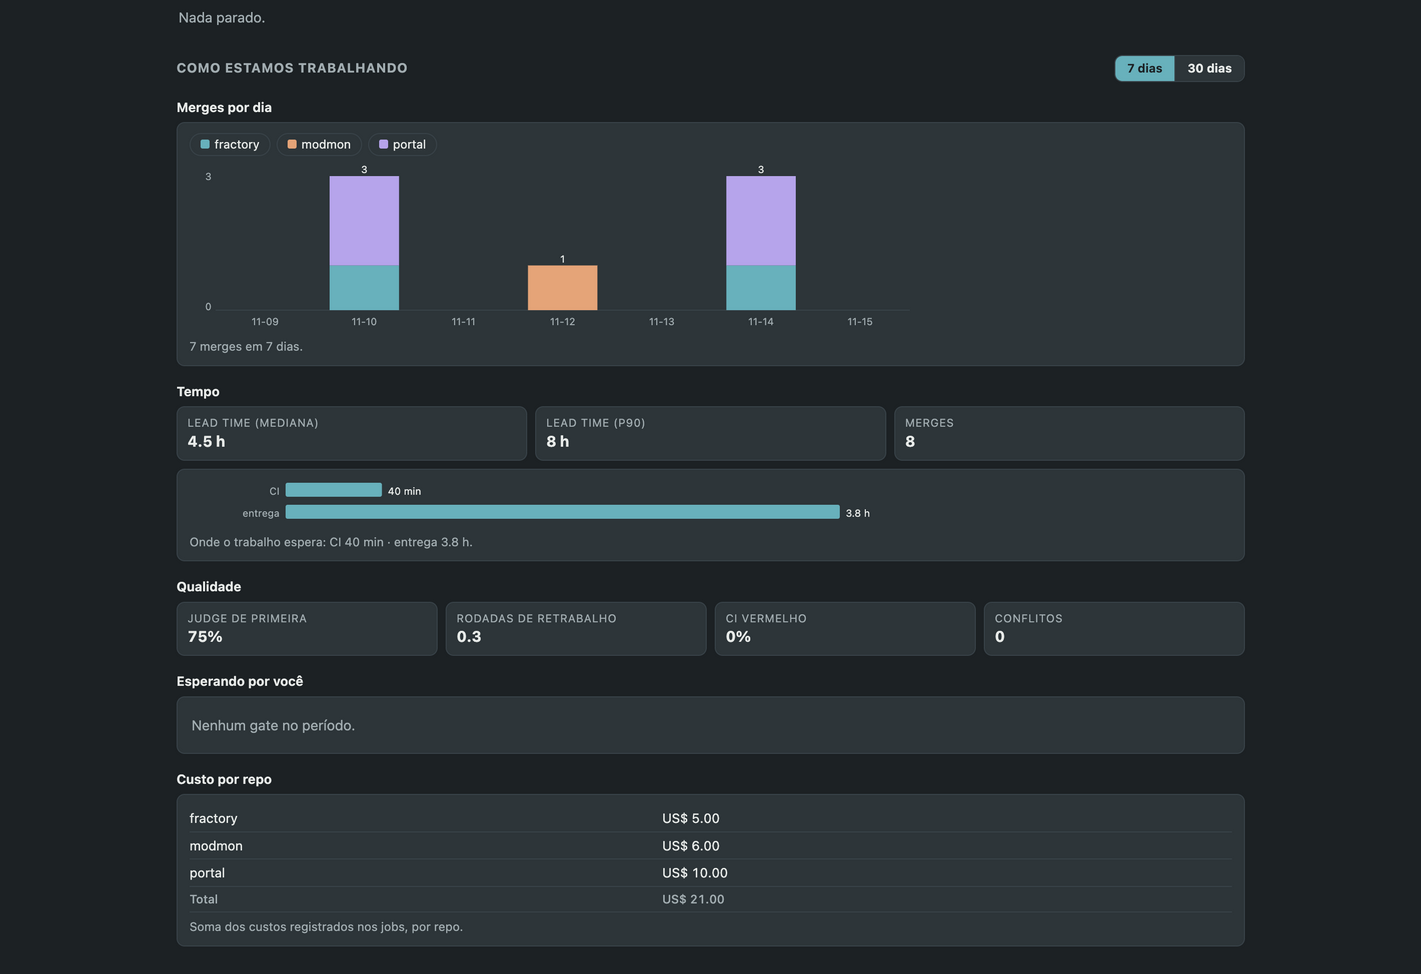 Nada parado.
COMO ESTAMOS TRABALHANDO
7 dias 30 dias
Merges por dia
fractory modmon portal
3 3
3
1
0
11-09 11-10 11-11 11-12 11-13 11-14 11-15
7 merges em 7 dias.
Tempo
LEAD TIME (MEDIANA)
4.5 h
LEAD TIME (P90)
8 h
MERGES
8
CI 40 min
entrega 3.8 h
Onde o trabalho espera: CI 40 min · entrega 3.8 h.
Qualidade
JUDGE DE PRIMEIRA
75%
RODADAS DE RETRABALHO
0.3
CI VERMELHO
0%
CONFLITOS
0
Esperando por você
Nenhum gate no período.
Custo por repo
fractory US$ 5.00
modmon US$ 6.00
portal US$ 10.00
Total US$ 21.00
Soma dos custos registrados nos jobs, por repo.